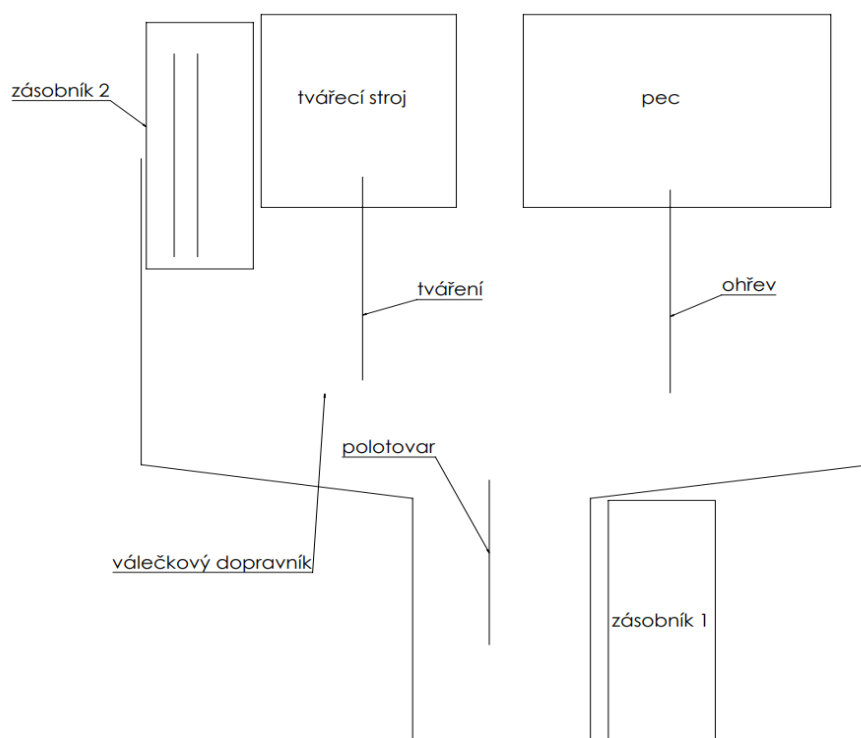 tvářecí stroj
pec
zásobník 2
tváření
ohřev
polotovar
válečkový dopravník
zásobník 1